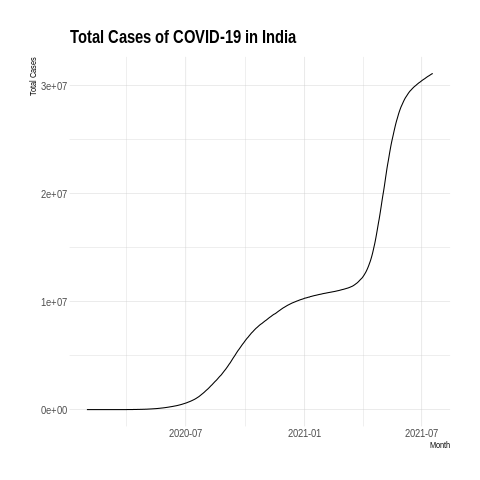 Total Cases of COVID-19 in India
Total Cases
3e+07
2e+07
1e+07
0e+00
2020-07 2021-01 2021-07
Month